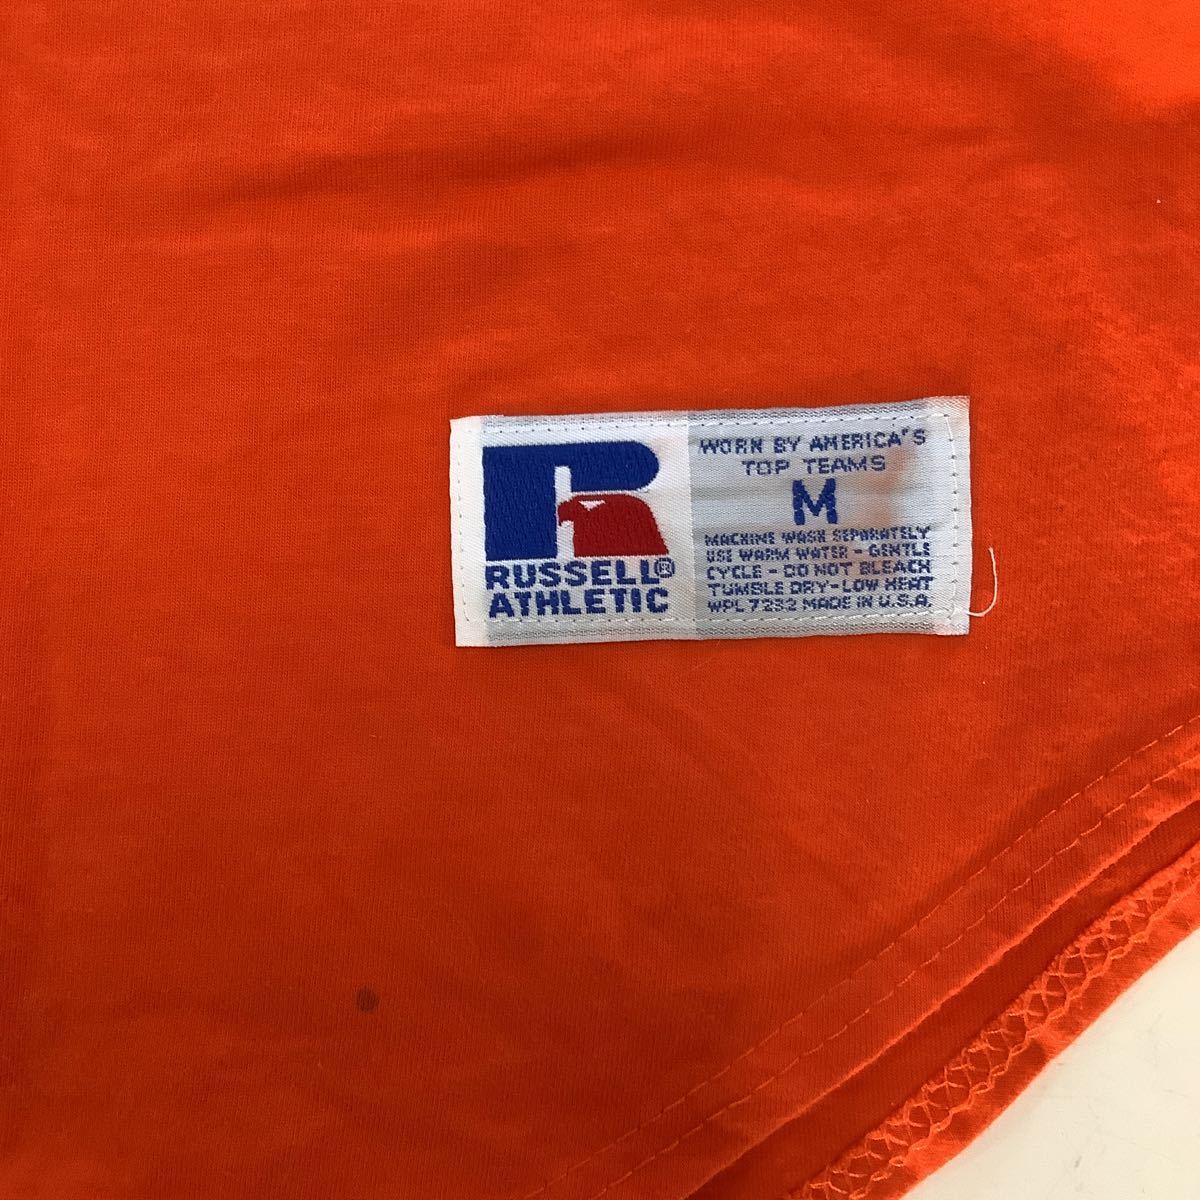 RUSSELL®
ATHLETIC
WORN BY AMERICA'S
TOP TEAMS
M
MACHINE WASH SEPARATELY
USE WARM WATER - GENTLE
CYCLE - DO NOT BLEACH
TUMBLE DRY - LOW HEAT
WPL 7232 MADE IN U.S.A.